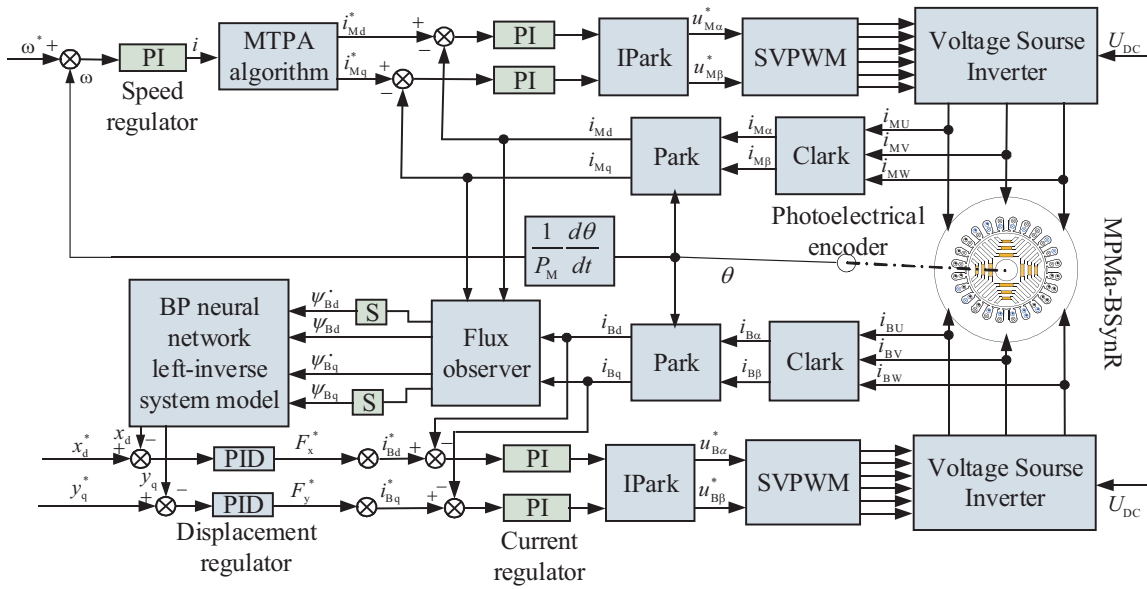 ω* + ω
PI
Speed
regulator
i
MTPA
algorithm
i*Md
i*Mq
+
−
+
−
PI
PI
IPark
u*Mα
u*Mβ
SVPWM
Voltage Sourse
Inverter
UDC
iMd
iMq
Park
iMα
iMβ
Clark
iMU
iMV
iMW
Photoelectrical
encoder
MPMa-BSynR
1/PM dθ/dt
θ
BP neural
network
left-inverse
system model
ψ̇Bd
S
ψBd
ψBq
ψ̇Bq
S
Flux
observer
iBd
iBq
Park
iBα
iBβ
Clark
iBU
iBV
iBW
x*d
xd
+
−
PID
F*x
i*Bd
+
−
PI
y*q
yq
+
−
PID
F*y
i*Bq
+
−
PI
Displacement
regulator
Current
regulator
IPark
u*Bα
u*Bβ
SVPWM
Voltage Sourse
Inverter
UDC